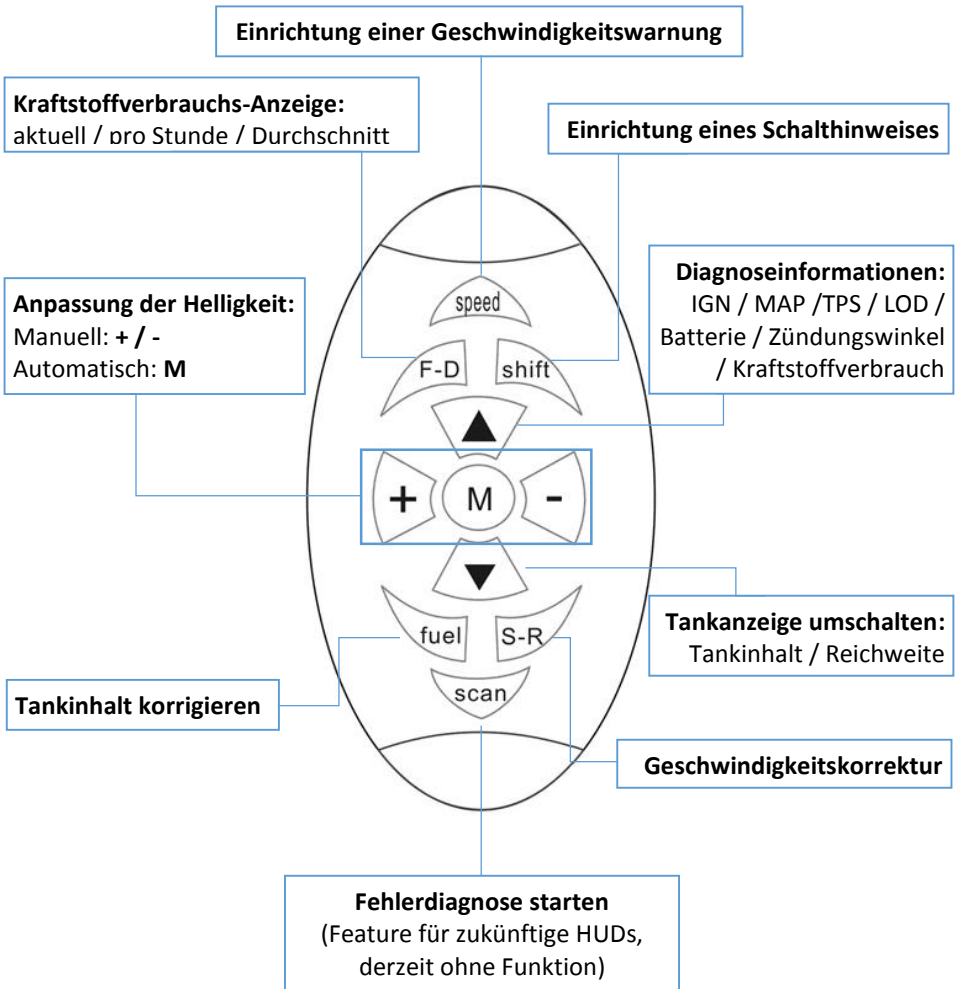 Einrichtung einer Geschwindigkeitswarnung
Kraftstoffverbrauchs-Anzeige:
aktuell / pro Stunde / Durchschnitt
Einrichtung eines Schalthinweises
Anpassung der Helligkeit:
Manuell: + / -
Automatisch: M
Diagnoseinformationen:
IGN / MAP /TPS / LOD /
Batterie / Zündungswinkel
/ Kraftstoffverbrauch
speed
F-D
shift
▲
+
M
-
▼
fuel
S-R
scan
Tankanzeige umschalten:
Tankinhalt / Reichweite
Tankinhalt korrigieren
Geschwindigkeitskorrektur
Fehlerdiagnose starten
(Feature für zukünftige HUDs,
derzeit ohne Funktion)